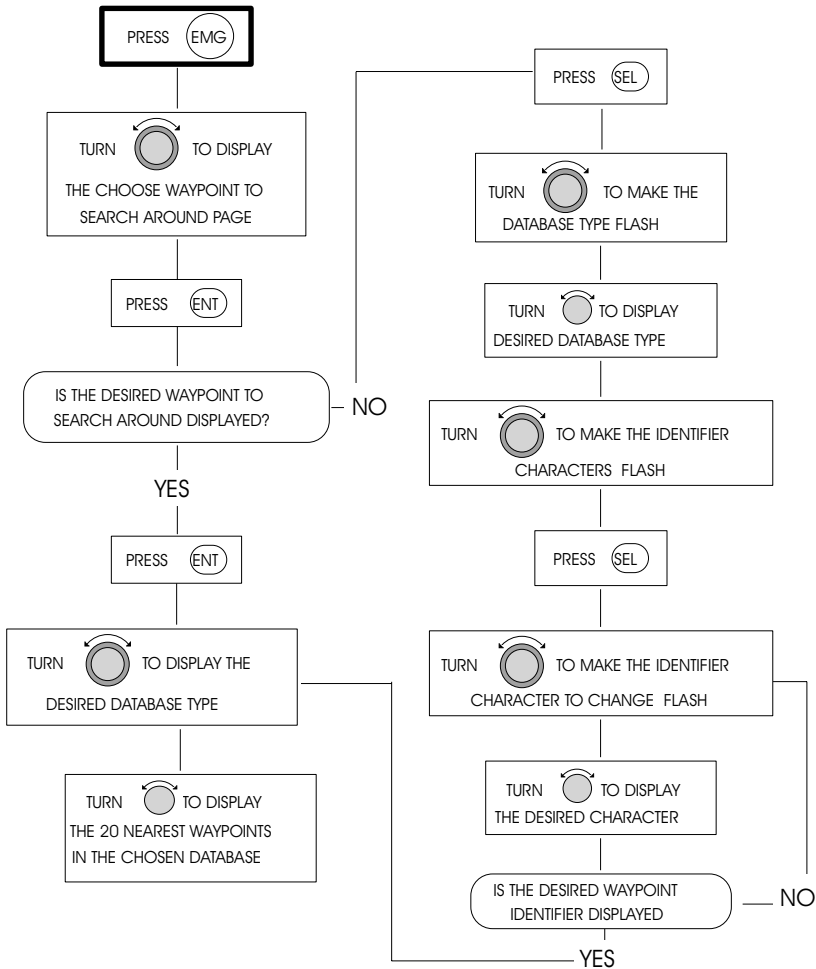 PRESS EMG
TURN TO DISPLAY
THE CHOOSE WAYPOINT TO
SEARCH AROUND PAGE
PRESS ENT
IS THE DESIRED WAYPOINT TO
SEARCH AROUND DISPLAYED?
NO
YES
PRESS ENT
TURN TO DISPLAY THE
DESIRED DATABASE TYPE
TURN TO DISPLAY
THE 20 NEAREST WAYPOINTS
IN THE CHOSEN DATABASE
PRESS SEL
TURN TO MAKE THE
DATABASE TYPE FLASH
TURN TO DISPLAY
DESIRED DATABASE TYPE
TURN TO MAKE THE IDENTIFIER
CHARACTERS FLASH
PRESS SEL
TURN TO MAKE THE IDENTIFIER
CHARACTER TO CHANGE FLASH
TURN TO DISPLAY
THE DESIRED CHARACTER
IS THE DESIRED WAYPOINT
IDENTIFIER DISPLAYED
NO
YES